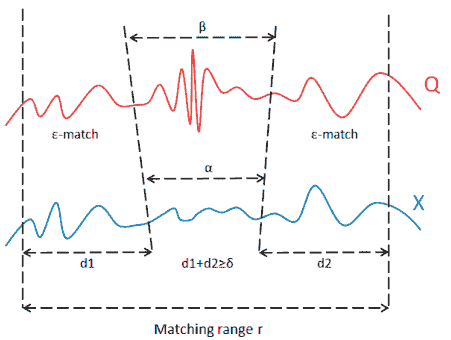 β
Q
ε-match
ε-match
α
X
d1
d1+d2≥δ
d2
Matching range r